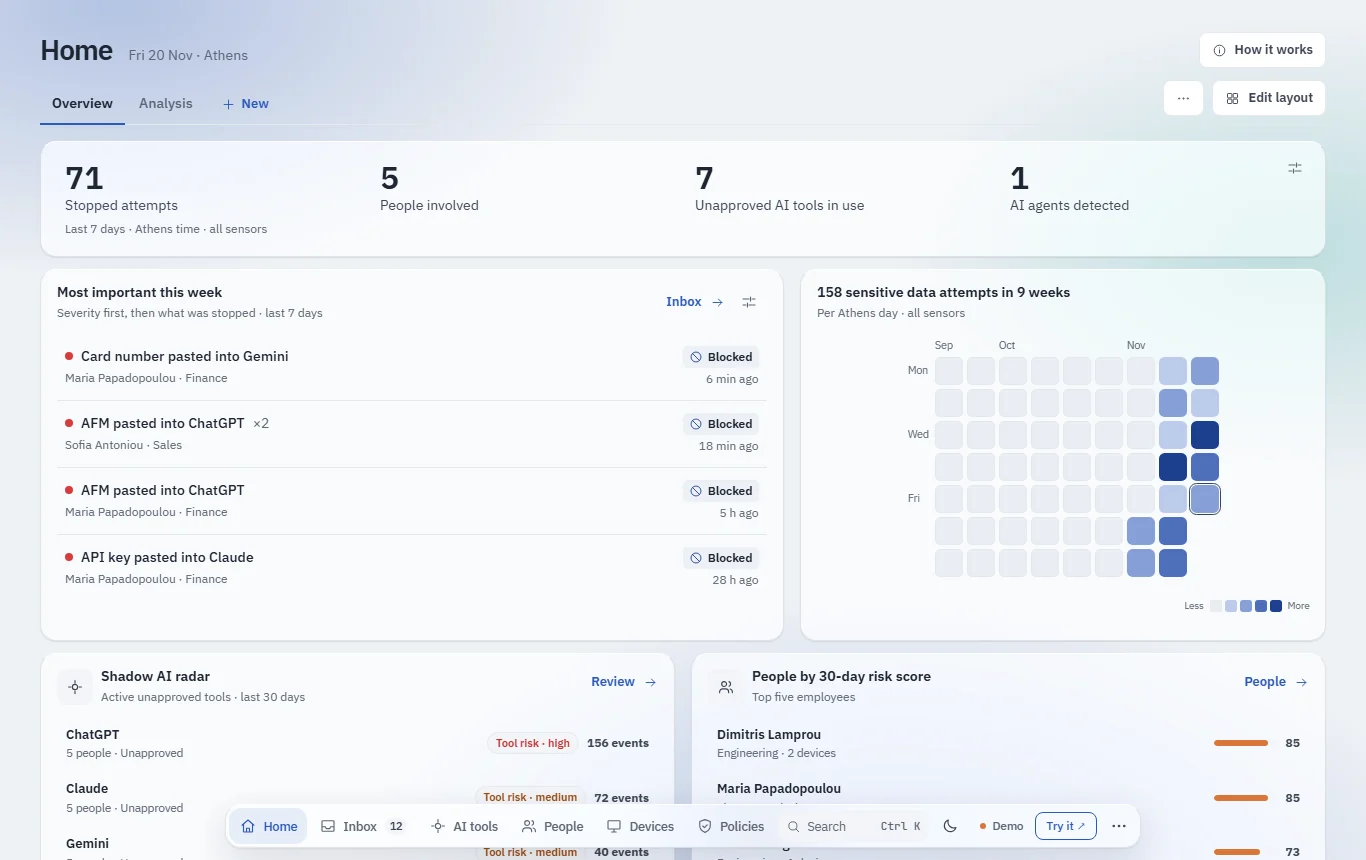 Home Fri 20 Nov · Athens
How it works
Overview Analysis + New
... Edit layout
71 5 7 1
Stopped attempts People involved Unapproved AI tools in use AI agents detected
Last 7 days · Athens time · all sensors
Most important this week
Severity first, then what was stopped · last 7 days
Inbox →
Card number pasted into Gemini Blocked
Maria Papadopoulou · Finance 6 min ago
AFM pasted into ChatGPT ×2 Blocked
Sofia Antoniou · Sales 18 min ago
AFM pasted into ChatGPT Blocked
Maria Papadopoulou · Finance 5 h ago
API key pasted into Claude Blocked
Maria Papadopoulou · Finance 28 h ago
158 sensitive data attempts in 9 weeks
Per Athens day · all sensors
Sep Oct Nov
Mon
Wed
Fri
Less More
Shadow AI radar
Active unapproved tools · last 30 days
Review →
ChatGPT
5 people · Unapproved
Tool risk · high 156 events
Claude
5 people · Unapproved
Tool risk · medium 72 events
Gemini
Tool risk · medium 40 events
People by 30-day risk score
Top five employees
People →
Dimitris Lamprou
Engineering · 2 devices
85
Maria Papadopoulou
85
73
Home Inbox 12 AI tools People Devices Policies Search Ctrl K Demo Try it ↗ ...